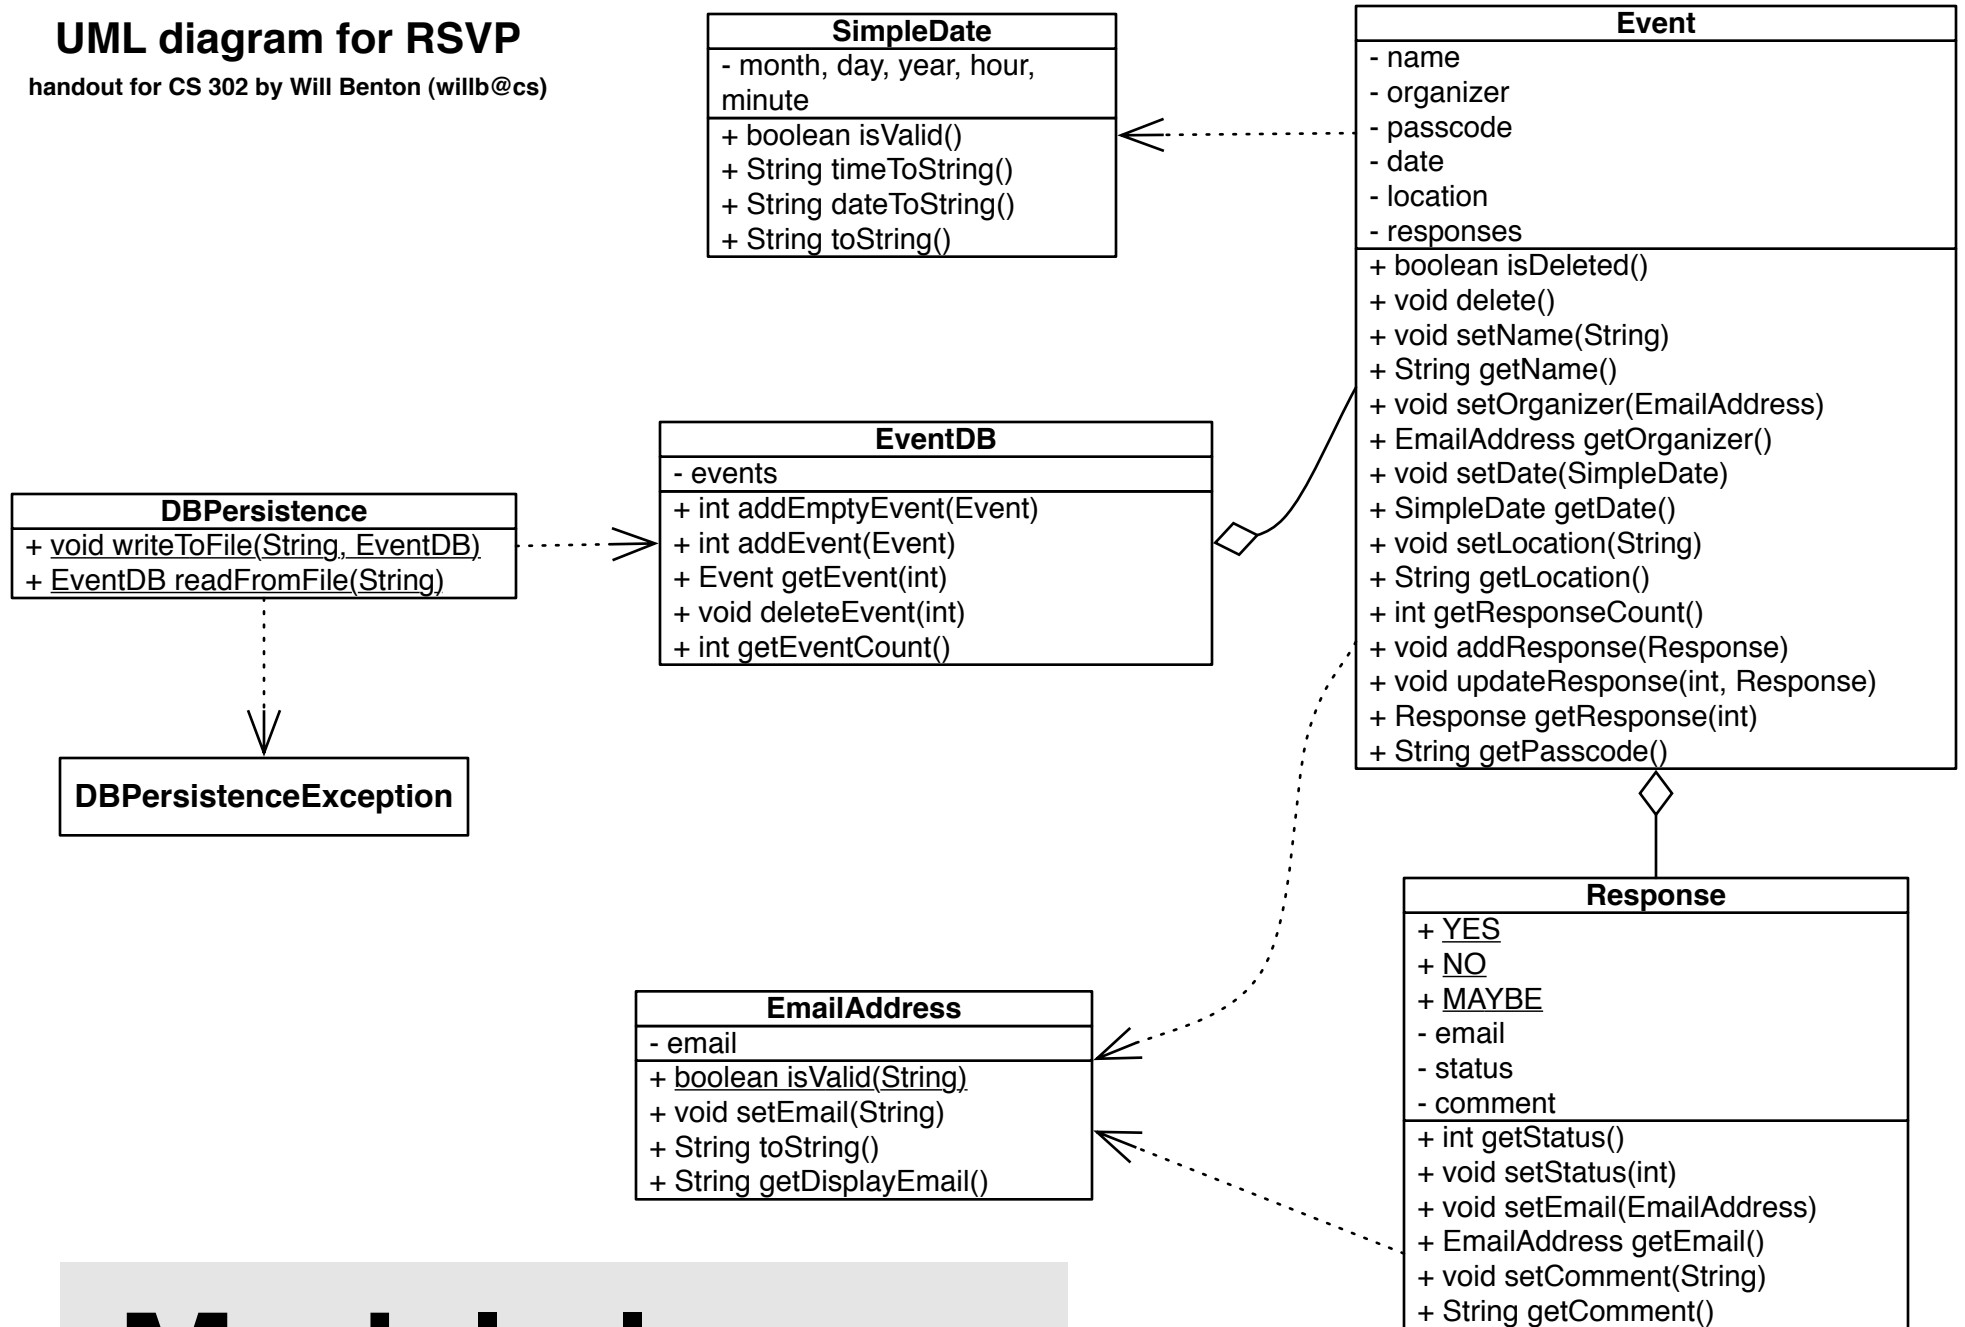 UML diagram for RSVP
handout for CS 302 by Will Benton (willb@cs)
SimpleDate
- month, day, year, hour,
minute
+ boolean isValid()
+ String timeToString()
+ String dateToString()
+ String toString()
Event
- name
- organizer
- passcode
- date
- location
- responses
+ boolean isDeleted()
+ void delete()
+ void setName(String)
+ String getName()
+ void setOrganizer(EmailAddress)
+ EmailAddress getOrganizer()
+ void setDate(SimpleDate)
+ SimpleDate getDate()
+ void setLocation(String)
+ String getLocation()
+ int getResponseCount()
+ void addResponse(Response)
+ void updateResponse(int, Response)
+ Response getResponse(int)
+ String getPasscode()
EventDB
- events
+ int addEmptyEvent(Event)
+ int addEvent(Event)
+ Event getEvent(int)
+ void deleteEvent(int)
+ int getEventCount()
DBPersistence
+ void writeToFile(String, EventDB)
+ EventDB readFromFile(String)
DBPersistenceException
Response
+ YES
+ NO
+ MAYBE
- email
- status
- comment
+ int getStatus()
+ void setStatus(int)
+ void setEmail(EmailAddress)
+ EmailAddress getEmail()
+ void setComment(String)
+ String getComment()
EmailAddress
- email
+ boolean isValid(String)
+ void setEmail(String)
+ String toString()
+ String getDisplayEmail()